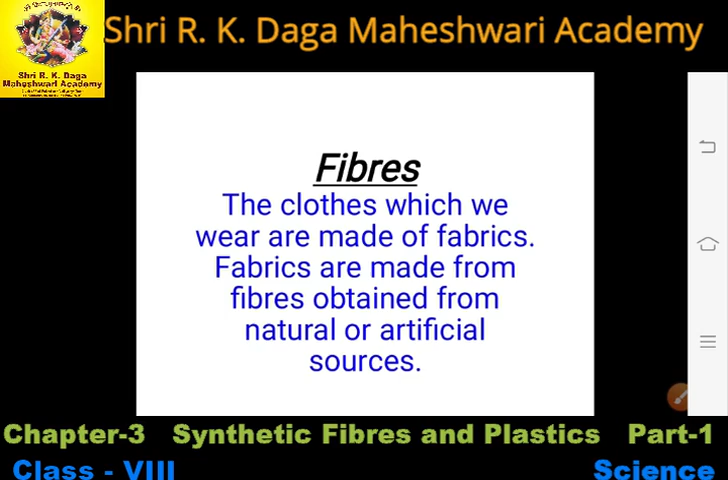 Shri R. K. Daga Maheshwari Academy
Shri R. K. Daga
Maheshwari Academy
Fibres
The clothes which we
wear are made of fabrics.
Fabrics are made from
fibres obtained from
natural or artificial
sources.
Chapter-3 Synthetic Fibres and Plastics Part-1
Class - VIII Science